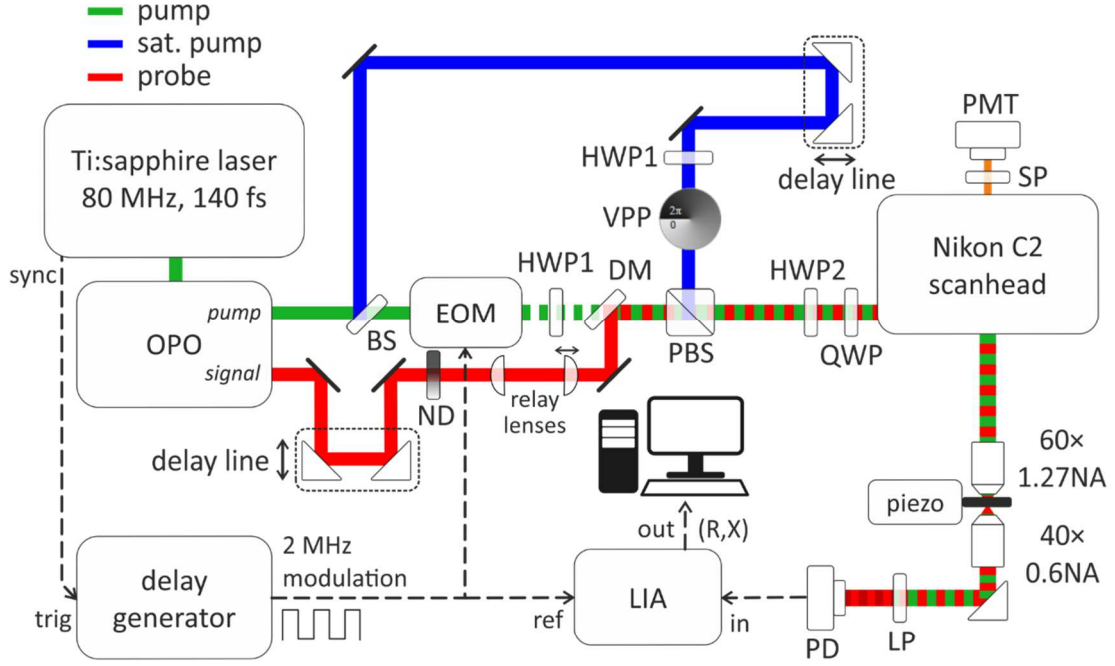 pump
sat. pump
probe
Ti:sapphire laser
80 MHz, 140 fs
PMT
SP
HWP1
delay line
VPP
2π
0
Nikon C2
scanhead
sync
HWP1
DM
HWP2
pump
OPO
EOM
BS
PBS
QWP
signal
ND
relay
lenses
delay line
60×
1.27NA
piezo
out
(R,X)
40×
0.6NA
2 MHz
modulation
delay
generator
LIA
trig
ref
in
PD
LP